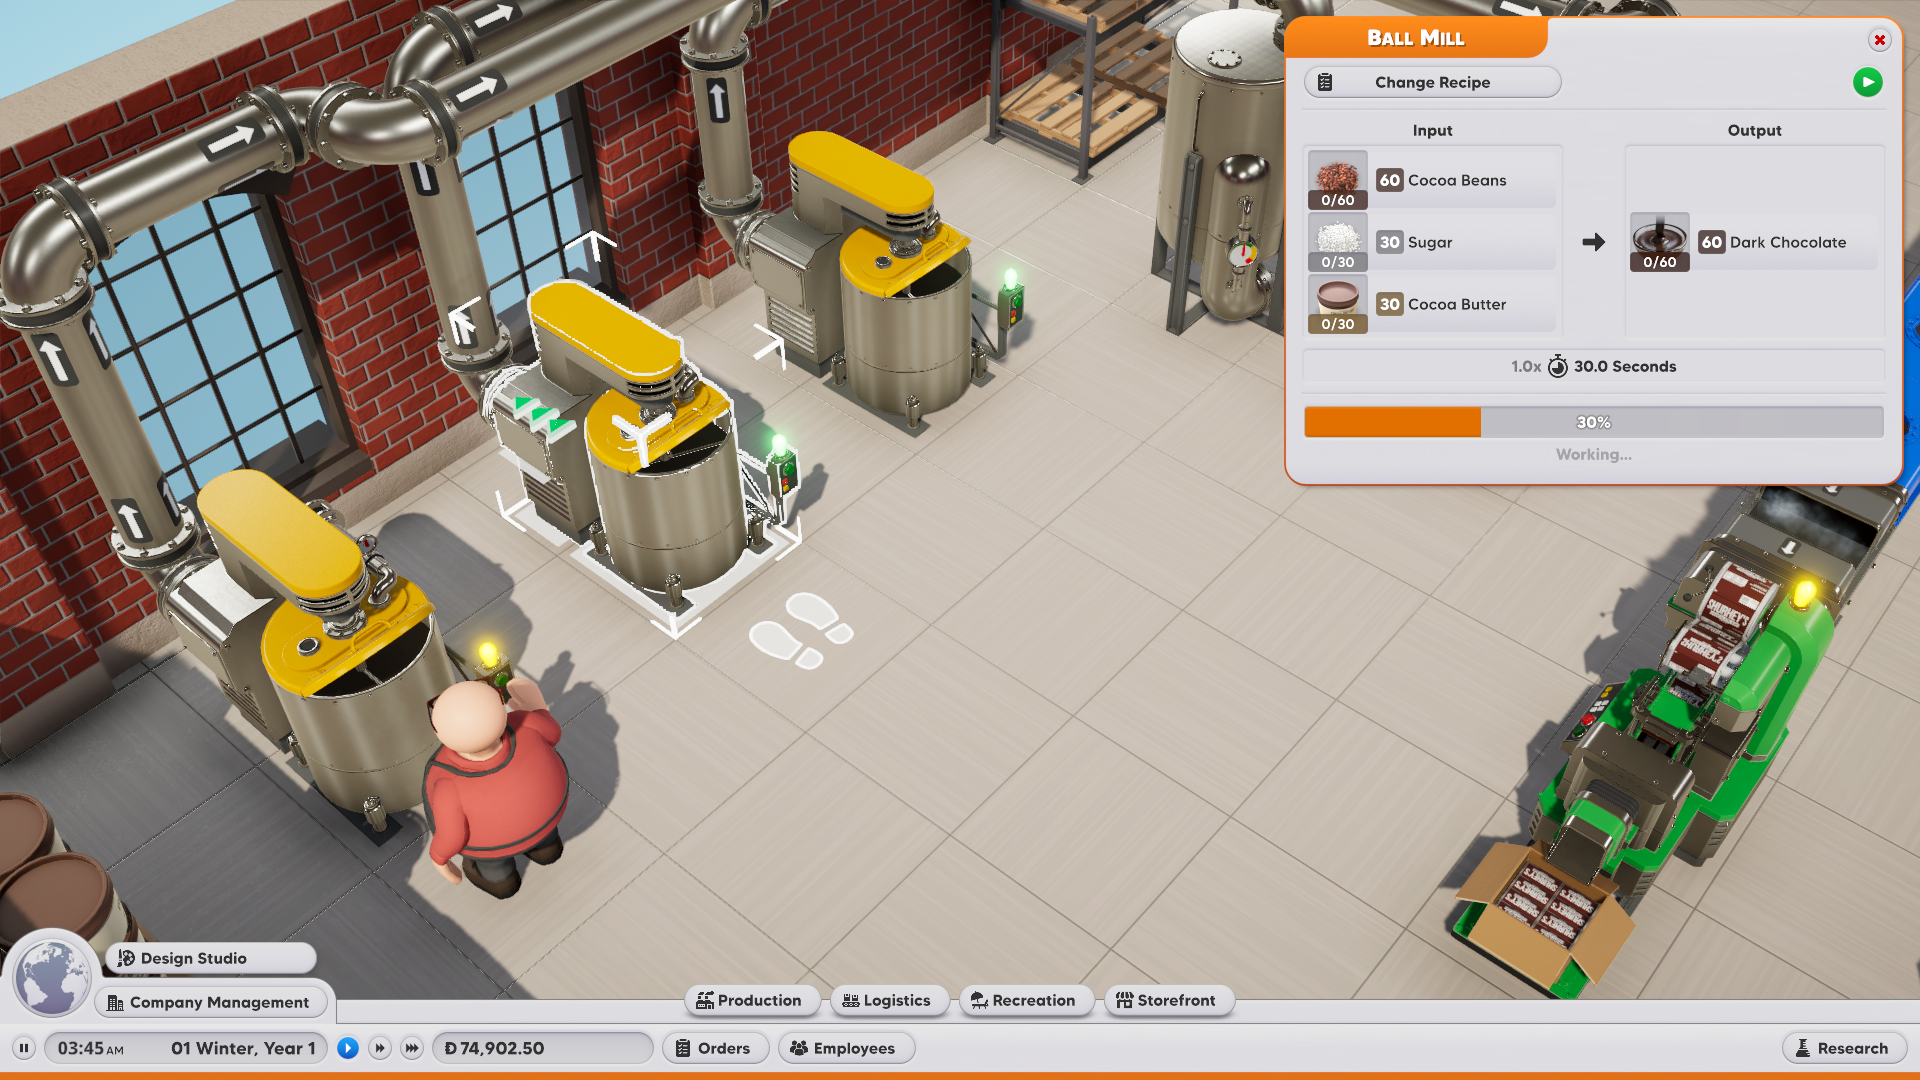 BALL MILL
Change Recipe
Input
Output
0/60
60 Cocoa Beans
0/30
30 Sugar
0/30
30 Cocoa Butter
0/60
60 Dark Chocolate
1.0x 30.0 Seconds
30%
Working...
SHURHEY'S
Design Studio
Company Management
Production
Logistics
Recreation
Storefront
03:45 AM
01 Winter, Year 1
Đ 74,902.50
Orders
Employees
Research